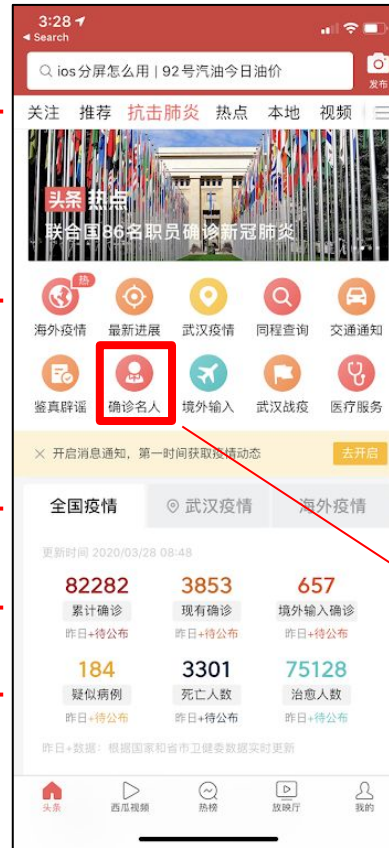 3:28
Search
ios分屏怎么用 | 92号汽油今日油价
发布
关注 推荐 抗击肺炎 热点 本地 视频
头条 热点
联合国86名职员确诊新冠肺炎
热
海外疫情 最新进展 武汉疫情 同程查询 交通通知
鉴真辟谣 确诊名人 境外输入 武汉战疫 医疗服务
开启消息通知，第一时间获取疫情动态 去开启
全国疫情 武汉疫情 海外疫情
更新时间 2020/03/28 08:48
82282 3853 657
累计确诊 现有确诊 境外输入确诊
昨日+待公布 昨日+待公布 昨日+待公布
184 3301 75128
疑似病例 死亡人数 治愈人数
昨日+待公布 昨日+待公布 昨日+待公布
昨日+数据：根据国家和省市卫健委数据实时更新
头条 西瓜视频 热榜 放映厅 我的